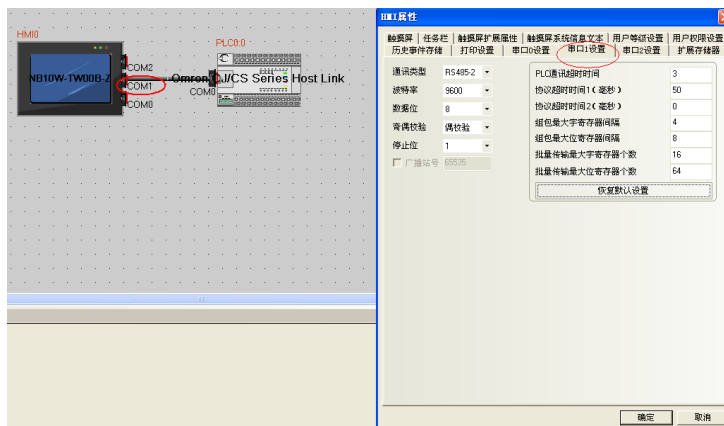 HMI0
PLC0:0
COM2
NB10W-TW00B-Z
Omron CJ/CS Series Host Link
COM1
COM0
COM0
HMI属性
触摸屏 任务栏 触摸屏扩展属性 触摸屏系统信息文本 用户等级设置 用户权限设置
历史事件存储 打印设置 串口0设置 串口1设置 串口2设置 扩展存储器
通讯类型 RS485-2
波特率 9600
数据位 8
奇偶校验 偶校验
停止位 1
广播站号 65535
PLC通讯超时时间 3
协议超时时间1(毫秒) 50
协议超时时间2(毫秒) 0
组包最大字寄存器间隔 4
组包最大位寄存器间隔 8
批量传输最大字寄存器个数 16
批量传输最大位寄存器个数 64
恢复默认设置
确定 取消